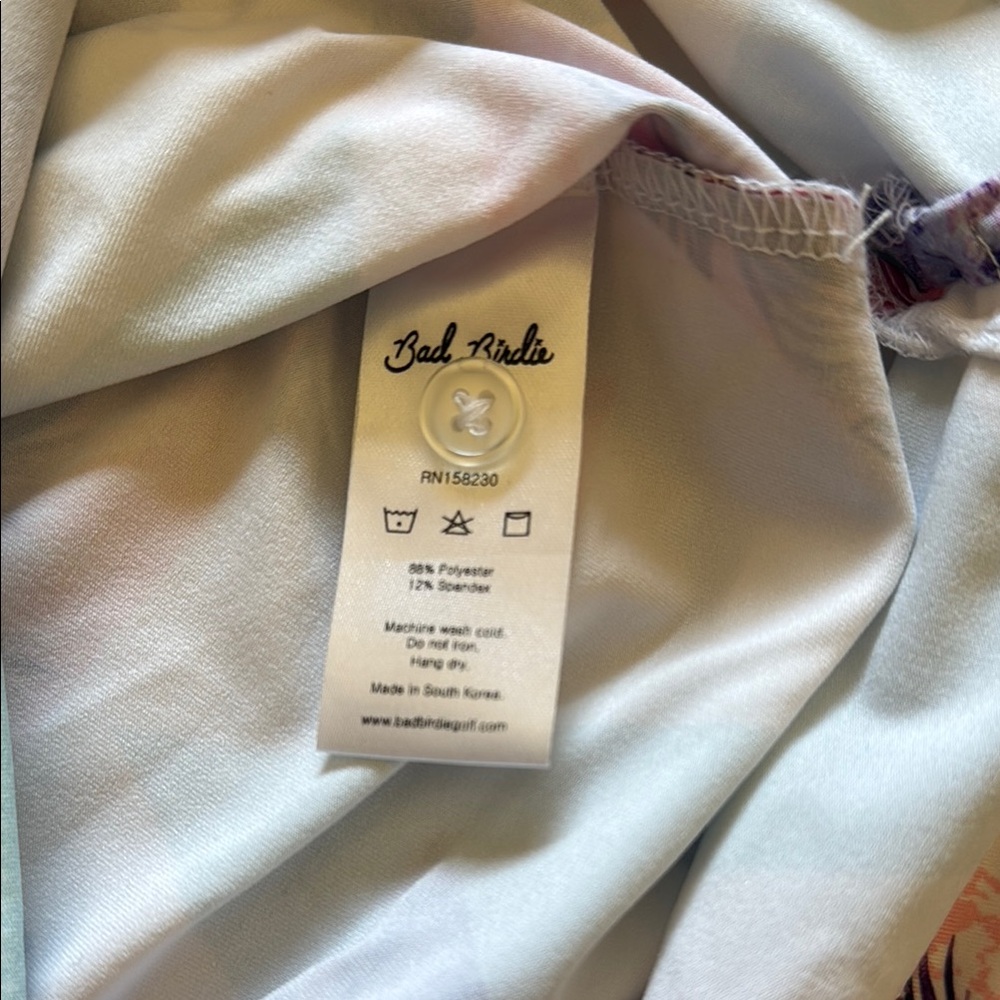 Bad Birdie
RN158230
88% Polyester
12% Spandex
Machine wash cold.
Do not iron.
Hang dry.
Made in South Korea.
www.badbirdiegolf.com